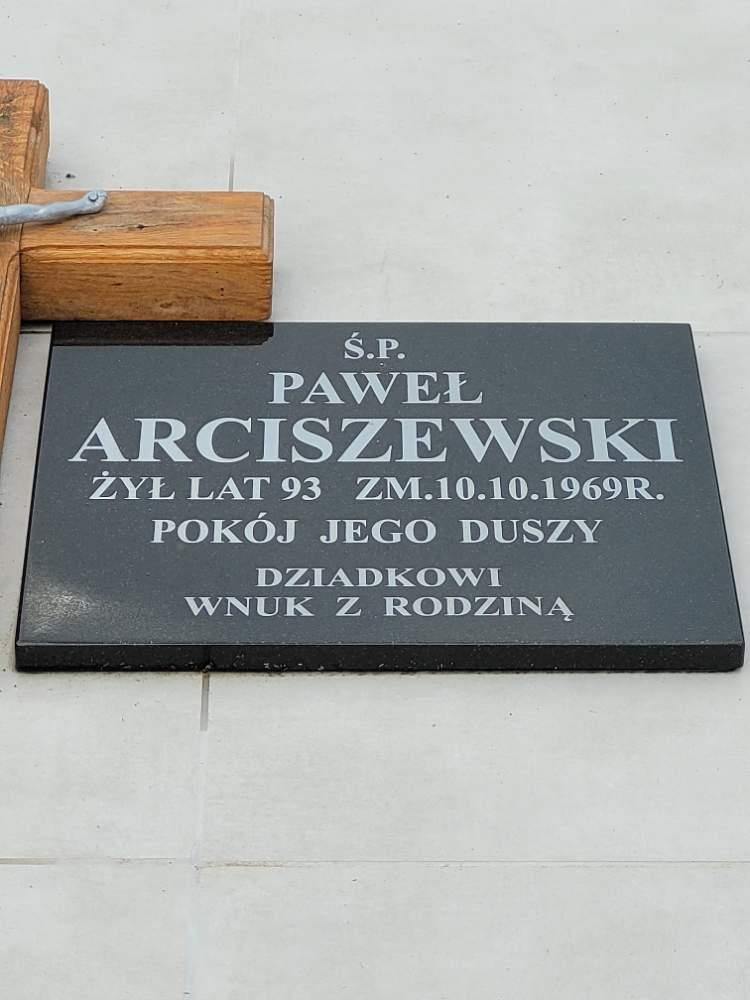 Ś.P.
PAWEŁ
ARCISZEWSKI
ŻYŁ LAT 93 ZM.10.10.1969R.
POKÓJ JEGO DUSZY
DZIADKOWI
WNUK Z RODZINĄ